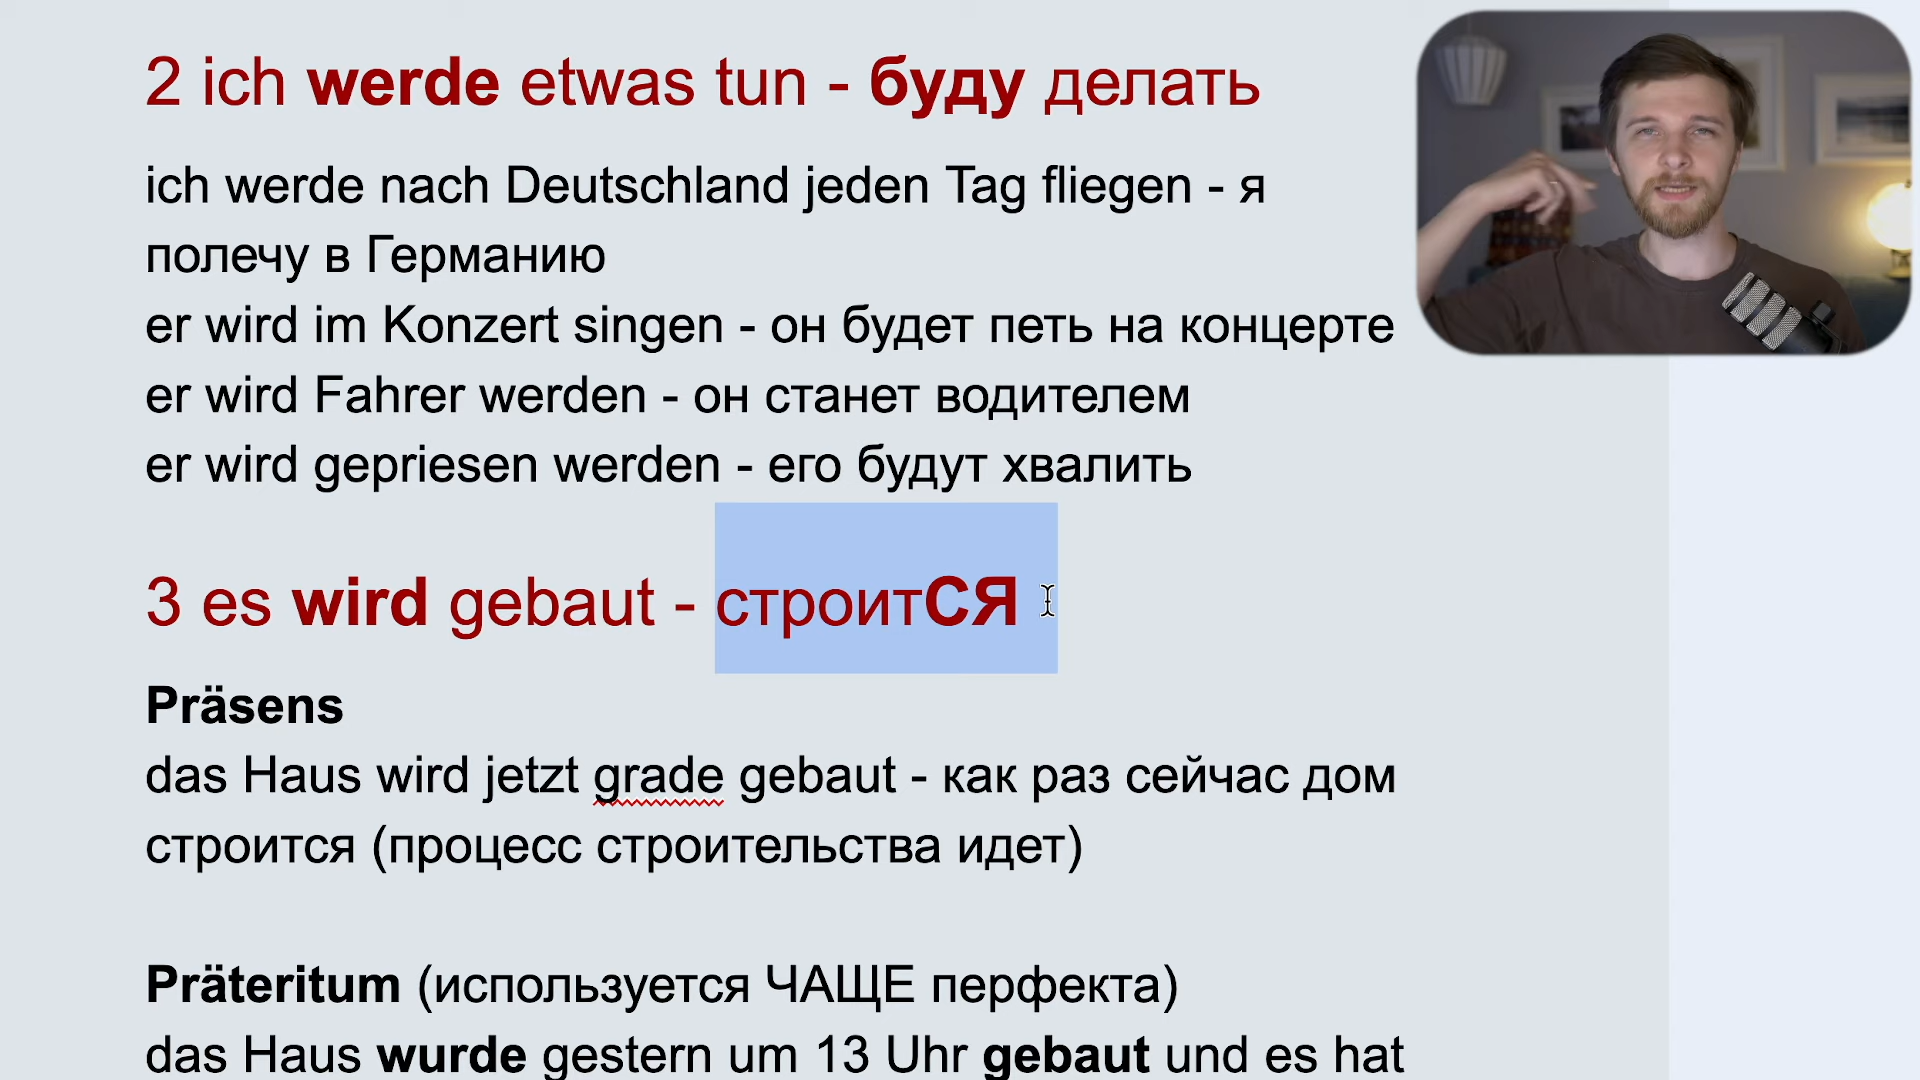 2 ich werde etwas tun - буду делать
ich werde nach Deutschland jeden Tag fliegen - я
полечу в Германию
er wird im Konzert singen - он будет петь на концерте
er wird Fahrer werden - он станет водителем
er wird gepriesen werden - его будут хвалить
3 es wird gebaut - строитСЯ
Präsens
das Haus wird jetzt grade gebaut - как раз сейчас дом
строится (процесс строительства идет)
Präteritum (используется ЧАЩЕ перфекта)
das Haus wurde gestern um 13 Uhr gebaut und es hat